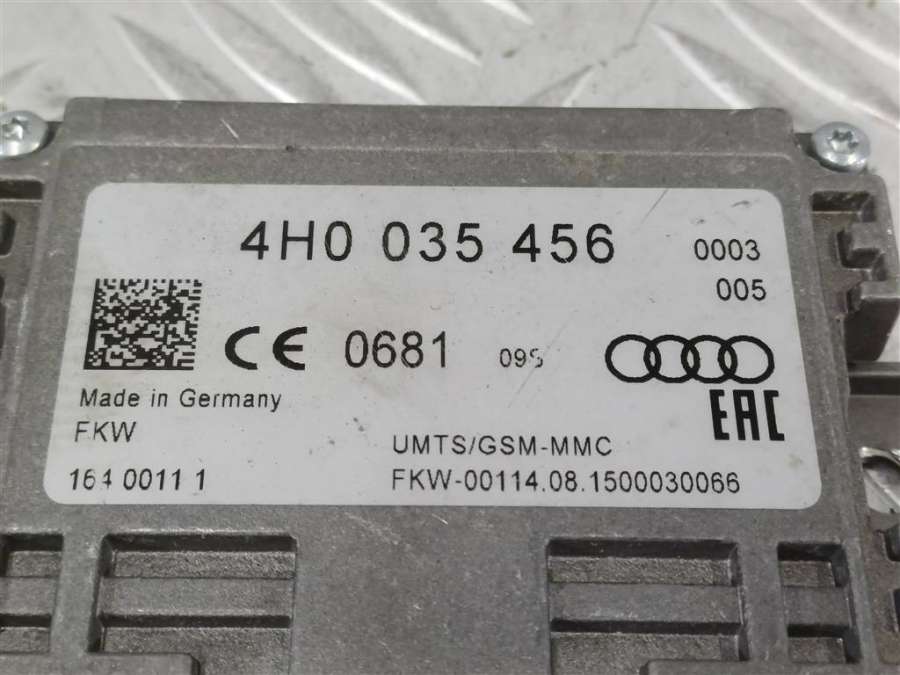 4H0 035 456 0003
005
CE 0681
Made in Germany
EAC
FKW
UMTS/GSM-MMC
164 0011 1
FKW-00114.08.1500030066